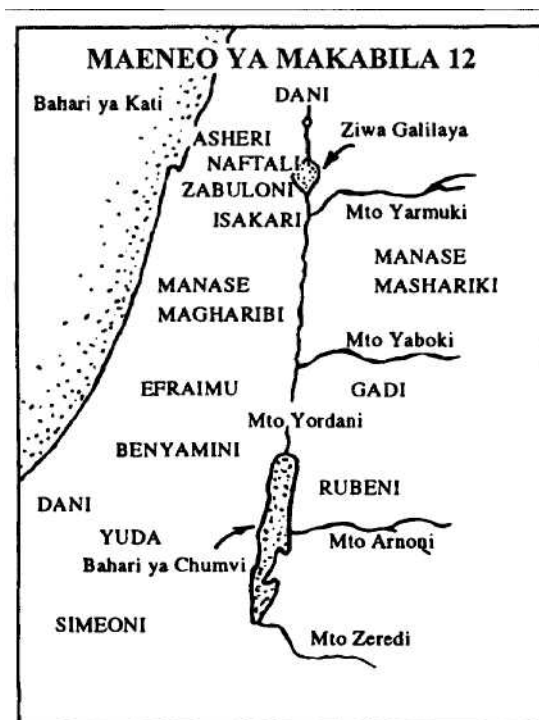 MAENEO YA MAKABILA 12
Bahari ya Kati
DANI
ASHERI
Ziwa Galilaya
NAFTALI
ZABULONI
ISAKARI
Mto Yarmuki
MANASE
MASHARIKI
MANASE
MAGHARIBI
Mto Yaboki
EFRAIMU
GADI
Mto Yordani
BENYAMINI
RUBENI
DANI
YUDA
Mto Arnoni
Bahari ya Chumvi
SIMEONI
Mto Zeredi